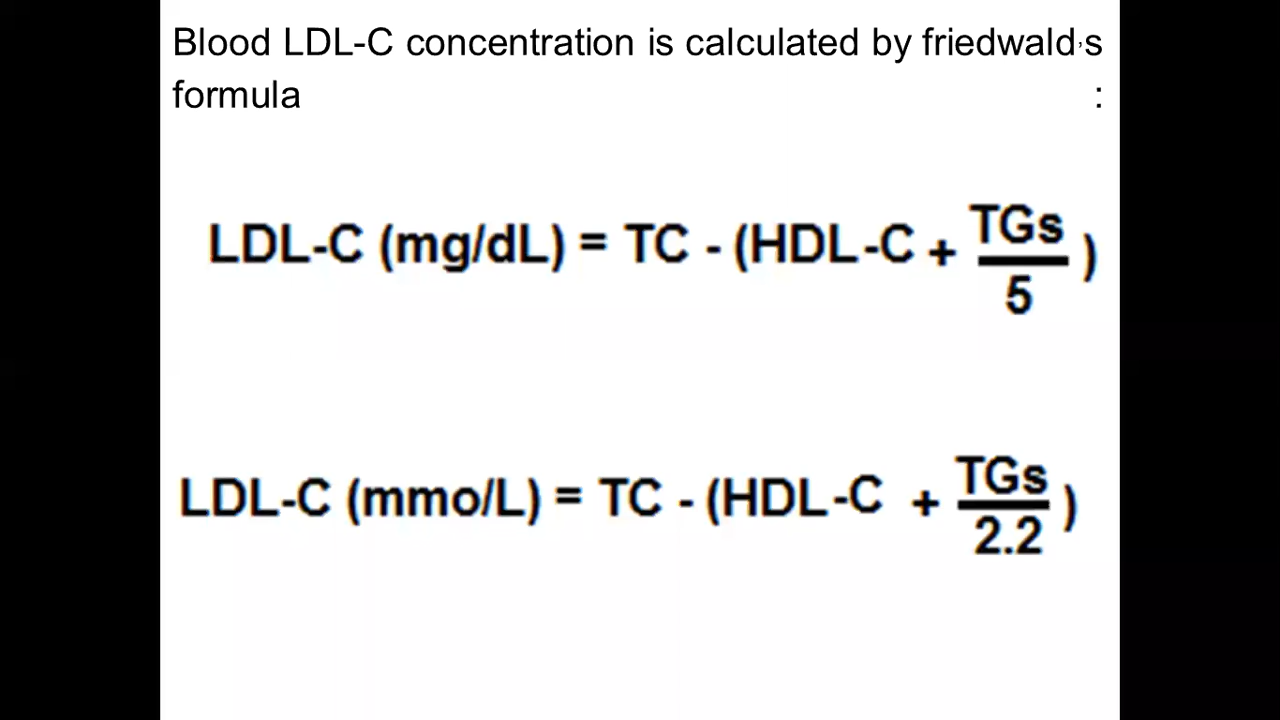 Blood LDL-C concentration is calculated by friedwald,s
formula :
LDL-C (mg/dL) = TC - (HDL-C + TGs/5 )
LDL-C (mmo/L) = TC - (HDL-C + TGs/2.2 )